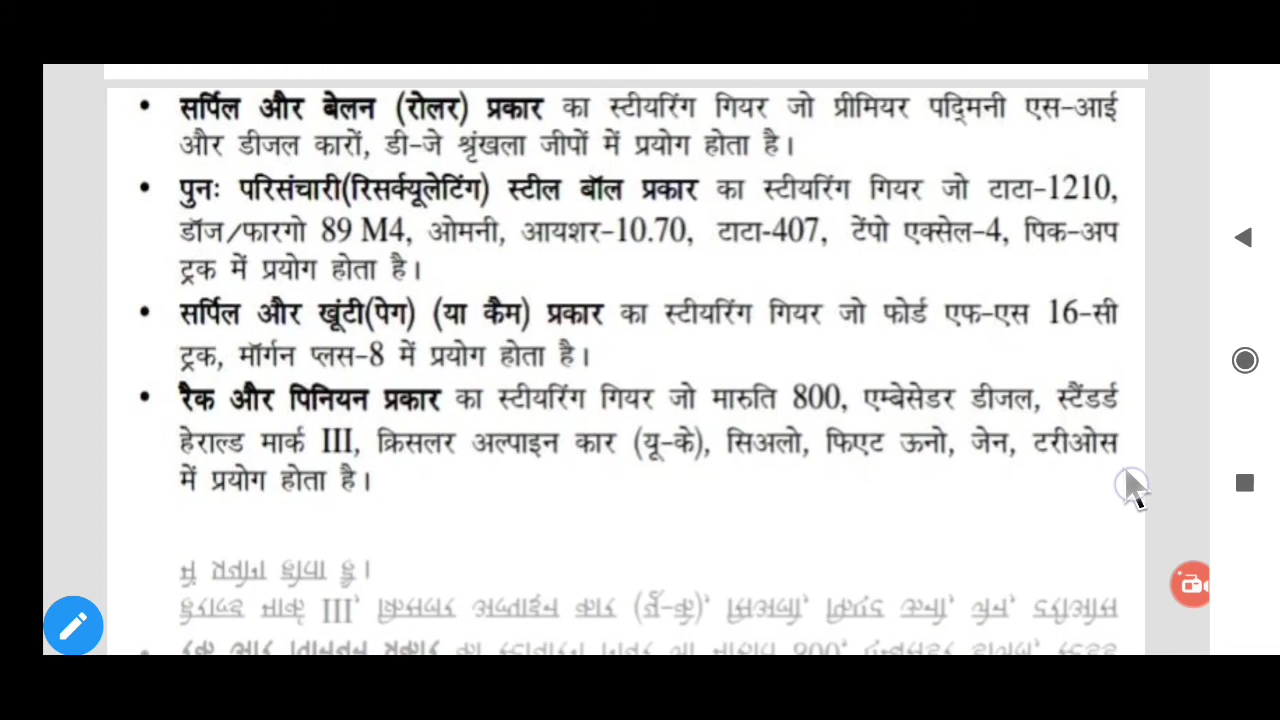 • सर्पिल और बेलन (रोलर) प्रकार का स्टीयरिंग गियर जो प्रीमियर पद्मिनी एस-आई
और डीजल कारों, डी-जे श्रृंखला जीपों में प्रयोग होता है।
• पुनः परिसंचारी(रिसर्क्यूलेटिंग) स्टील बॉल प्रकार का स्टीयरिंग गियर जो टाटा-1210,
डॉज/फारगो 89 M4, ओमनी, आयशर-10.70, टाटा-407, टेंपो एक्सेल-4, पिक-अप
ट्रक में प्रयोग होता है।
• सर्पिल और खूंटी(पेग) (या कैम) प्रकार का स्टीयरिंग गियर जो फोर्ड एफ-एस 16-सी
ट्रक, मॉर्गन प्लस-8 में प्रयोग होता है।
• रैक और पिनियन प्रकार का स्टीयरिंग गियर जो मारुति 800, एम्बेसेडर डीजल, स्टैंडर्ड
हेराल्ड मार्क III, क्रिसलर अल्पाइन कार (यू-के), सिअलो, फिएट ऊनो, जेन, टरीओस
में प्रयोग होता है।